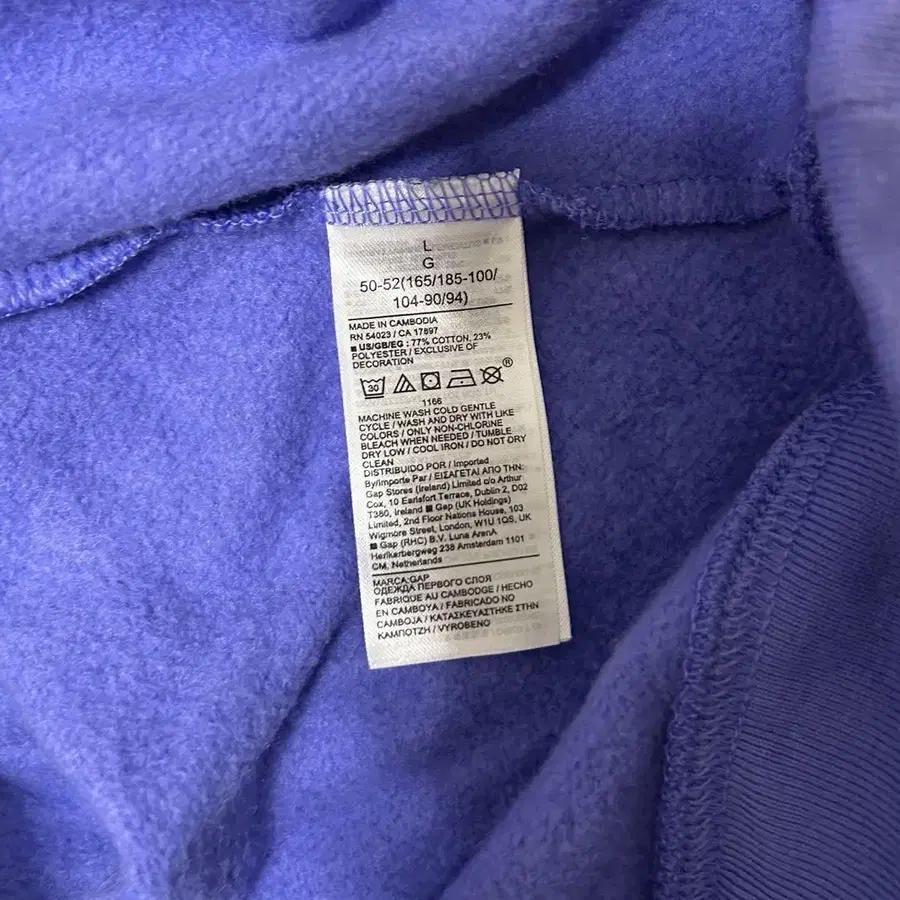 L
G
50-52(165/185-100/
104-90/94)
MADE IN CAMBODIA
RN 54023 / CA 17897
■ US/GB/EG : 77% COTTON, 23%
POLYESTER / EXCLUSIVE OF
DECORATION
30 ®
1166
MACHINE WASH COLD GENTLE
CYCLE / WASH AND DRY WITH LIKE
COLORS / ONLY NON-CHLORINE
BLEACH WHEN NEEDED / TUMBLE
DRY LOW / COOL IRON / DO NOT DRY
CLEAN
DISTRIBUIDO POR / Imported
By/Importe Par / ΕΙΣΑΓΕΤΑΙ ΑΠΟ ΤΗΝ:
Gap Stores (Ireland) Limited c/o Arthur
Cox, 10 Earlsfort Terrace, Dublin 2, D02
T380, Ireland ■ Gap (UK Holdings)
Limited, 2nd Floor Nations House, 103
Wigmore Street, London, W1U 1QS, UK
■ Gap (RHC) B.V. Luna ArenA
Herikerbergweg 238 Amsterdam 1101
CM, Netherlands
MARCA:GAP
ОДЕЖДА ПЕРВОГО СЛОЯ
FABRIQUE AU CAMBODGE / HECHO
EN CAMBOYA / FABRICADO NO
CAMBOJA / ΚΑΤΑΣΚΕΥΑΣΤΗΚΕ ΣΤΗΝ
ΚΑΜΠΟΤΖΗ / VYROBENO